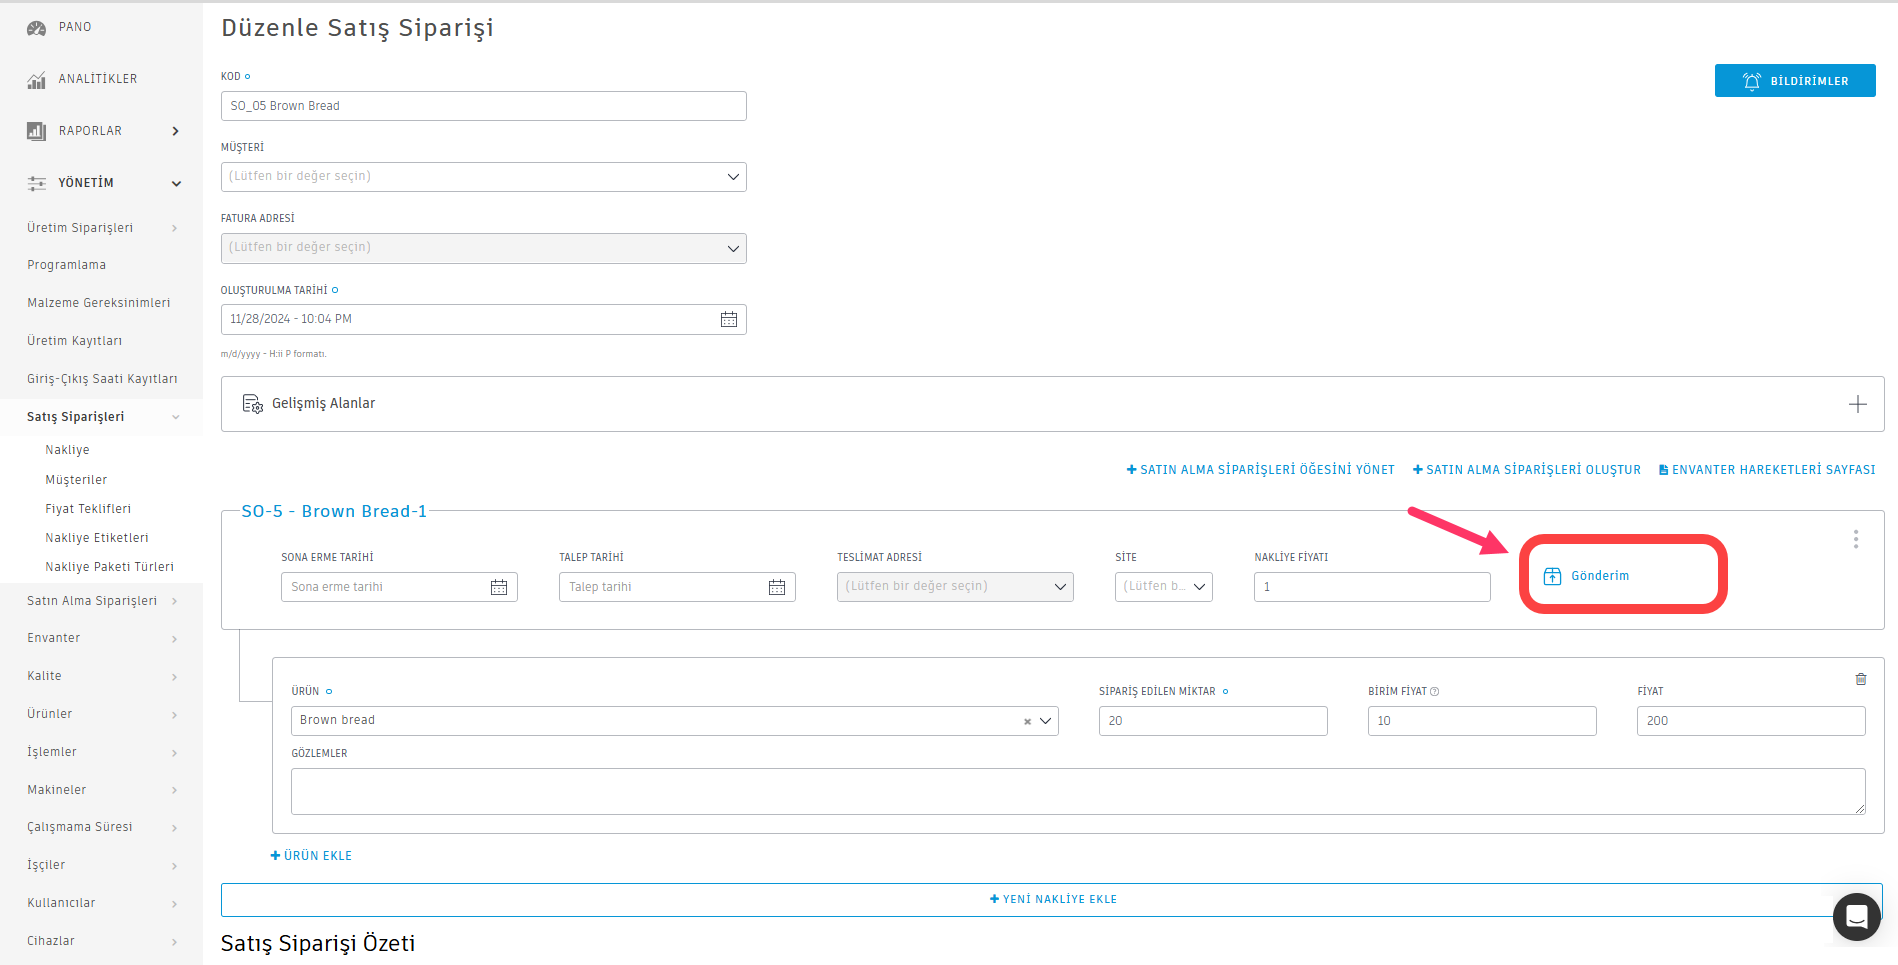 PANO
ANALİTİKLER
RAPORLAR
YÖNETİM
Üretim Siparişleri
Programlama
Malzeme Gereksinimleri
Üretim Kayıtları
Giriş-Çıkış Saati Kayıtları
Satış Siparişleri
Nakliye
Müşteriler
Fiyat Teklifleri
Nakliye Etiketleri
Nakliye Paketi Türleri
Satın Alma Siparişleri
Envanter
Kalite
Ürünler
İşlemler
Makineler
Çalışmama Süresi
İşçiler
Kullanıcılar
Cihazlar
Düzenle Satış Siparişi
BİLDİRİMLER
KOD
SO_05 Brown Bread
MÜŞTERİ
(Lütfen bir değer seçin)
FATURA ADRESİ
(Lütfen bir değer seçin)
OLUŞTURULMA TARİHİ
11/28/2024 - 10:04 PM
m/d/yyyy - H:ii P formatı.
Gelişmiş Alanlar
SATIN ALMA SİPARİŞLERİ ÖĞESİNİ YÖNET SATIN ALMA SİPARİŞLERİ OLUŞTUR ENVANTER HAREKETLERİ SAYFASI
SO-5 - Brown Bread-1
SONA ERME TARİHİ TALEP TARİHİ TESLİMAT ADRESİ SİTE NAKLİYE FİYATI
Sona erme tarihi Talep tarihi (Lütfen bir değer seçin) (Lütfen b... 1 Gönderim
ÜRÜN SİPARİŞ EDİLEN MİKTAR BİRİM FİYAT FİYAT
Brown bread 20 10 200
GÖZLEMLER
ÜRÜN EKLE
YENİ NAKLİYE EKLE
Satış Siparişi Özeti